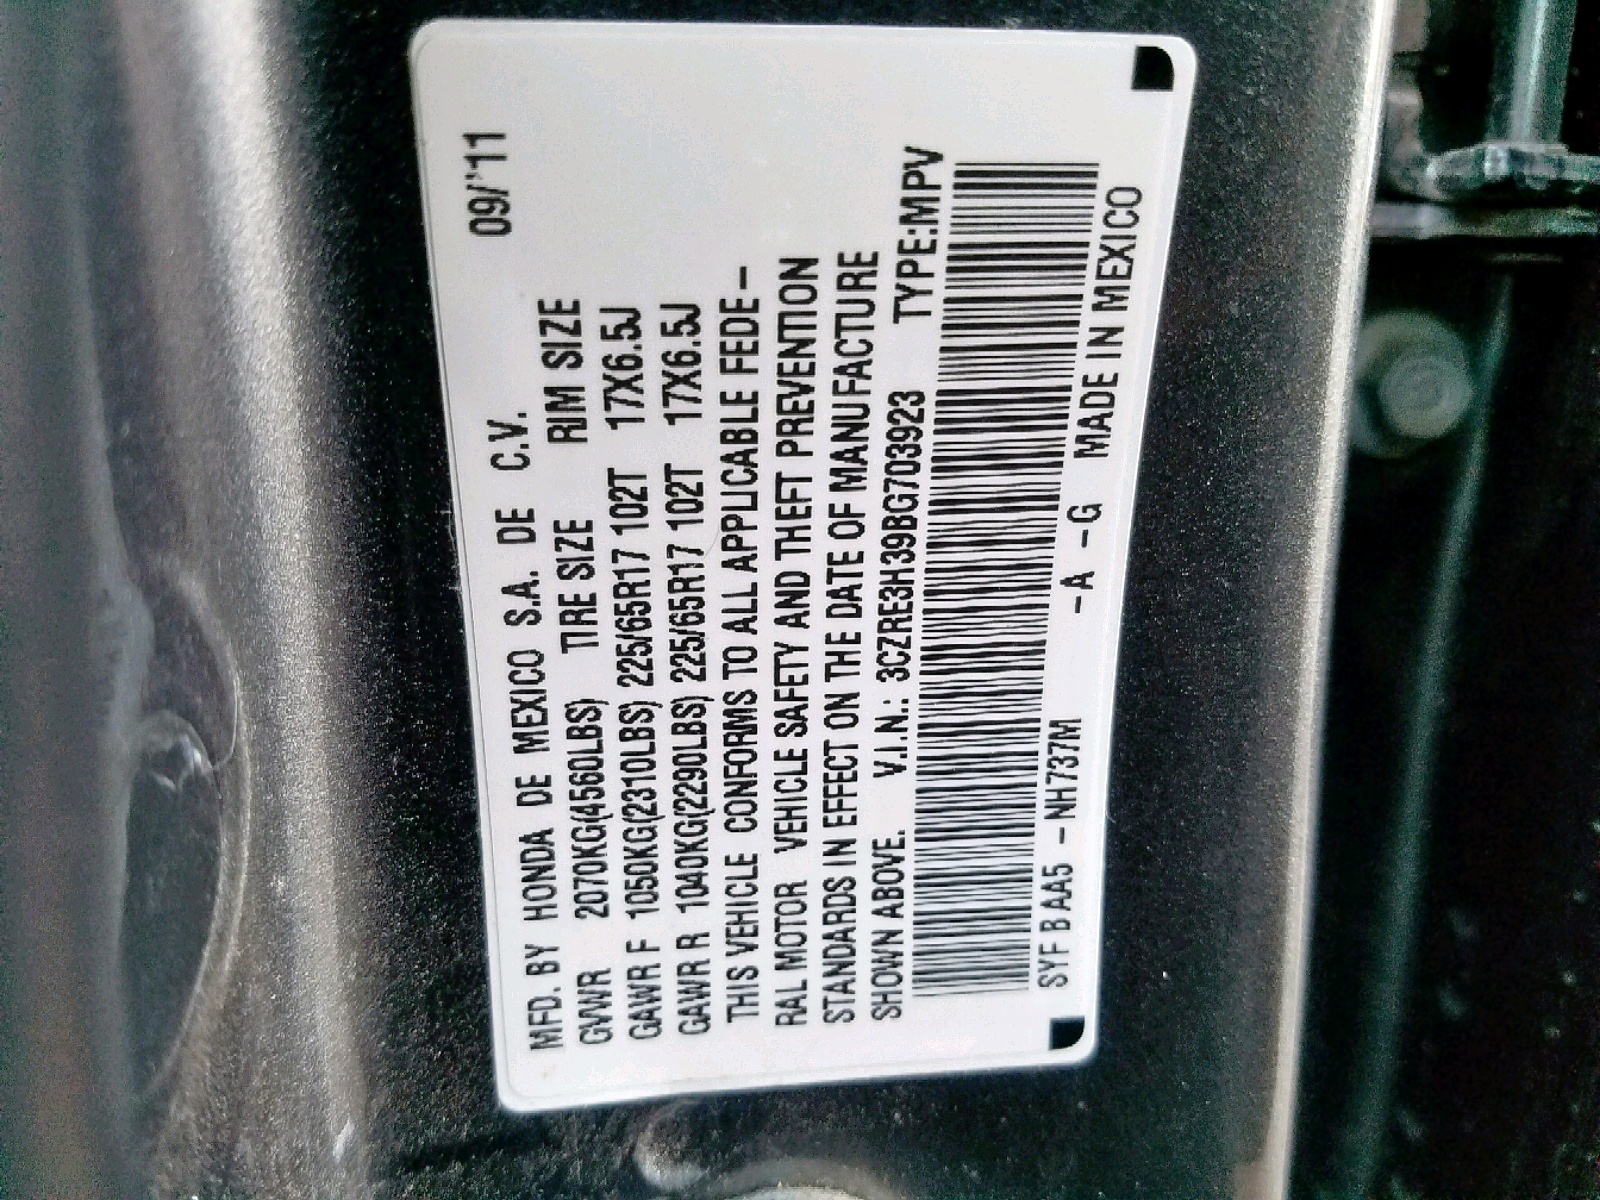 MFD. BY HONDA DE MEXICO S.A. DE C.V. 09/'11
GVWR 2070KG(4560LBS) TIRE SIZE RIM SIZE
GAWR F 1050KG(2310LBS) 225/65R17 102T 17X6.5J
GAWR R 1040KG(2290LBS) 225/65R17 102T 17X6.5J
THIS VEHICLE CONFORMS TO ALL APPLICABLE FEDE-
RAL MOTOR VEHICLE SAFETY AND THEFT PREVENTION
STANDARDS IN EFFECT ON THE DATE OF MANUFACTURE
SHOWN ABOVE. V.I.N.: 3CZRE3H39BG703923 TYPE:MPV
SYFBAA5 -NH737M -A -G MADE IN MEXICO